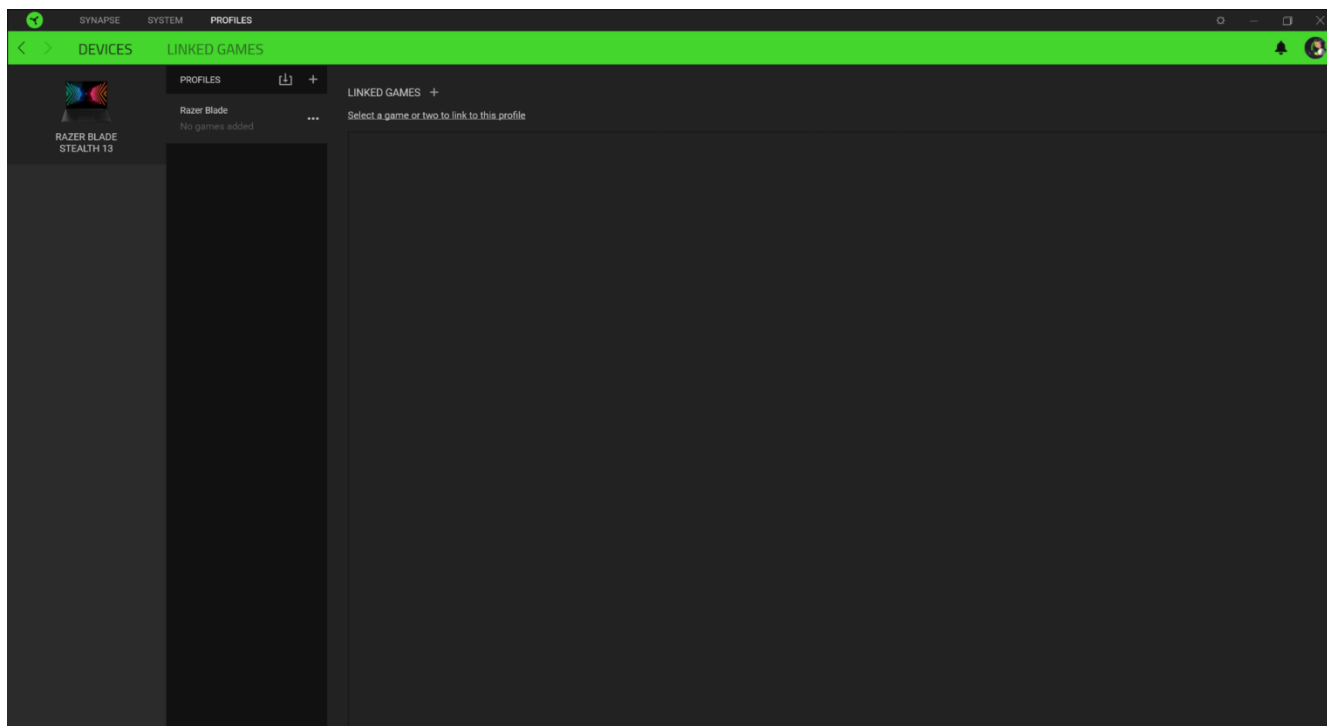 SYNAPSE SYSTEM PROFILES
DEVICES LINKED GAMES
RAZER BLADE
STEALTH 13
PROFILES
Razer Blade
No games added
LINKED GAMES
Select a game or two to link to this profile